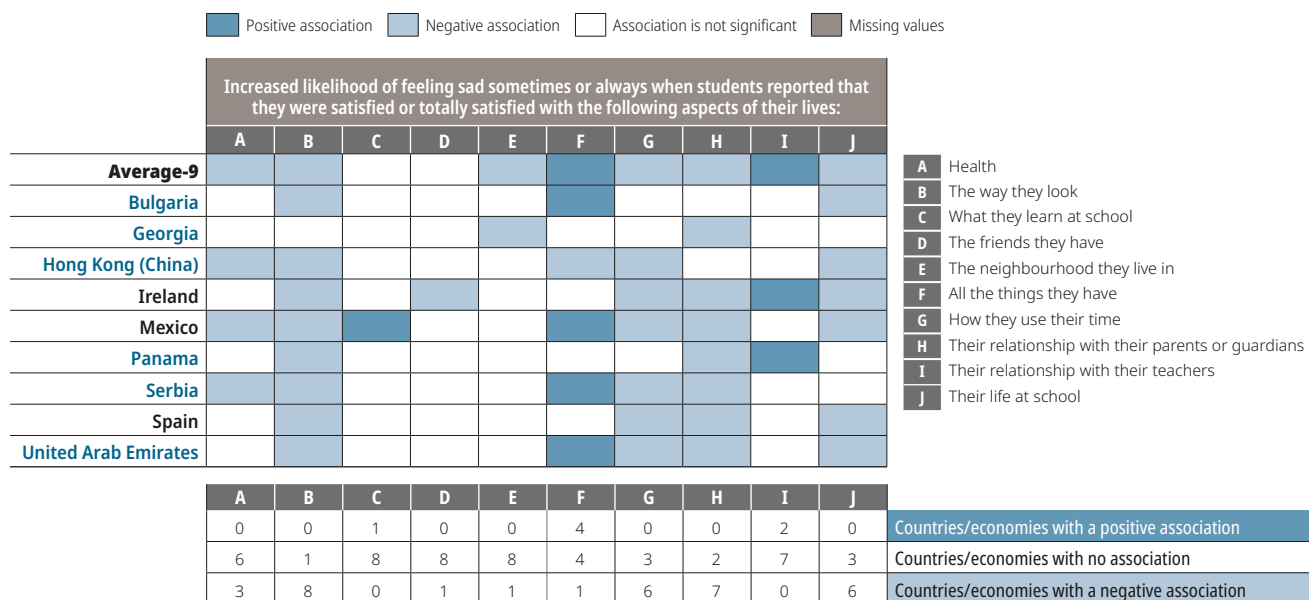 Positive association Negative association Association is not significant Missing values
Increased likelihood of feeling sad sometimes or always when students reported that
they were satisfied or totally satisfied with the following aspects of their lives:
A B C D E F G H I J
Average-9
Bulgaria
Georgia
Hong Kong (China)
Ireland
Mexico
Panama
Serbia
Spain
United Arab Emirates
A Health
B The way they look
C What they learn at school
D The friends they have
E The neighbourhood they live in
F All the things they have
G How they use their time
H Their relationship with their parents or guardians
I Their relationship with their teachers
J Their life at school
A B C D E F G H I J
0 0 1 0 0 4 0 0 2 0 Countries/economies with a positive association
6 1 8 8 8 4 3 2 7 3 Countries/economies with no association
3 8 0 1 1 1 6 7 0 6 Countries/economies with a negative association